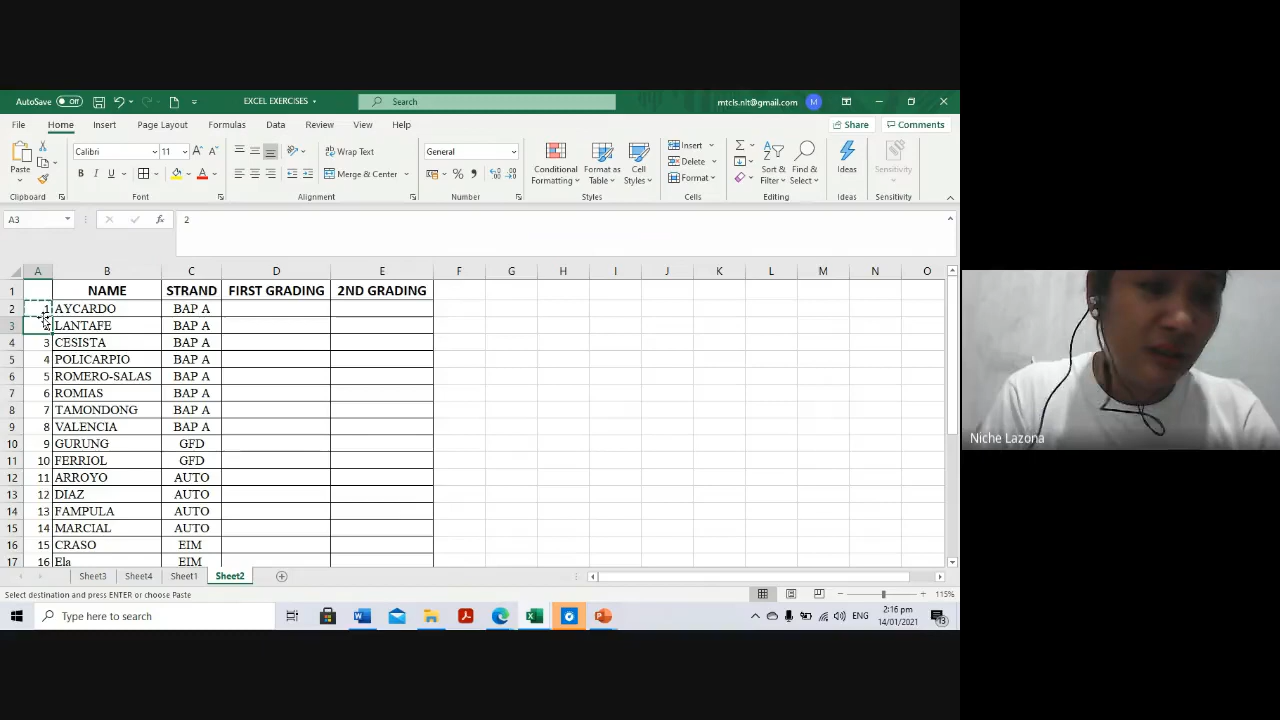 AutoSave Off
EXCEL EXERCISES
Search
mtcls.nlt@gmail.com M
File Home Insert Page Layout Formulas Data Review View Help
Share Comments
Paste
Calibri 11
B I U
Wrap Text
Merge & Center
General
Conditional Formatting
Format as Table
Cell Styles
Insert
Delete
Format
Sort & Filter
Find & Select
Ideas
Sensitivity
Clipboard Font Alignment Number Styles Cells Editing Ideas Sensitivity
A3 fx 2
A B C D E F G H I J K L M N O
1 NAME STRAND FIRST GRADING 2ND GRADING
2 1 AYCARDO BAP A
3 2 LANTAFE BAP A
4 3 CESISTA BAP A
5 4 POLICARPIO BAP A
6 5 ROMERO-SALAS BAP A
7 6 ROMIAS BAP A
8 7 TAMONDONG BAP A
9 8 VALENCIA BAP A
10 9 GURUNG GFD
11 10 FERRIOL GFD
12 11 ARROYO AUTO
13 12 DIAZ AUTO
14 13 FAMPULA AUTO
15 14 MARCIAL AUTO
16 15 CRASO EIM
17 16 Ela EIM
Sheet3 Sheet4 Sheet1 Sheet2
Select destination and press ENTER or choose Paste
115%
Type here to search
ENG
2:16 pm
14/01/2021
Niche Lazona